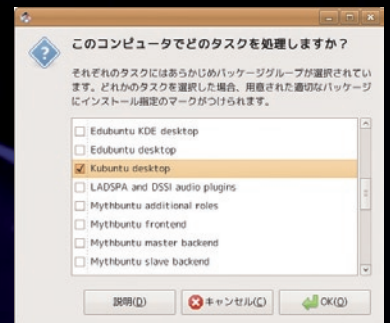 このコンピュータでどのタスクを処理しますか？
それぞれのタスクにはあらかじめパッケージグループが選択されてい
ます。どれかのタスクを選択した場合、用意された適切なパッケージ
にインストール指定のマークがつけられます。
Edubuntu KDE desktop
Edubuntu desktop
Kubuntu desktop
LADSPA and DSSI audio plugins
Mythbuntu additional roles
Mythbuntu frontend
Mythbuntu master backend
Mythbuntu slave backend
説明(D)
キャンセル(C)
OK(O)